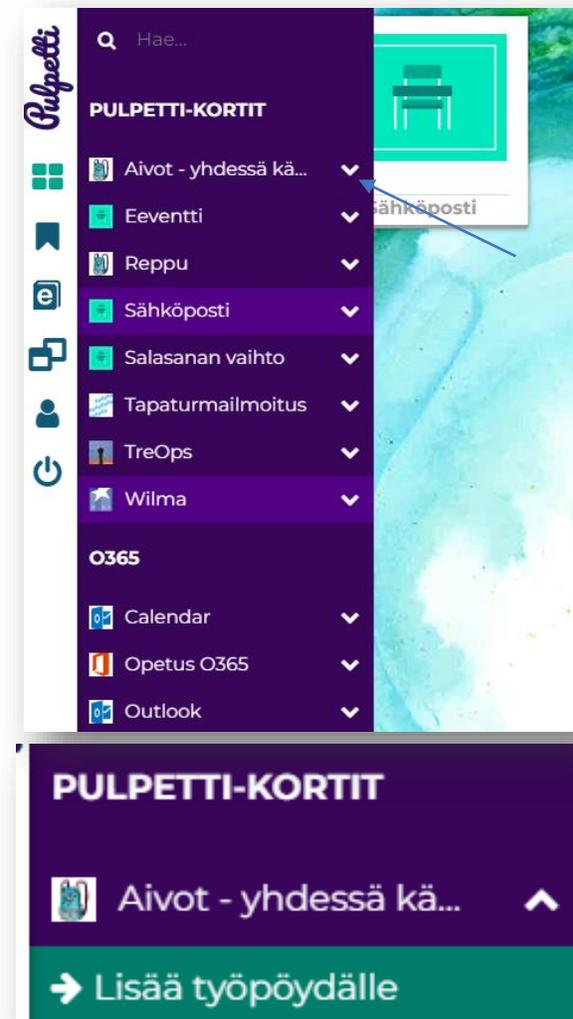 Pulpetti
Hae...
PULPETTI-KORTIT
Aivot - yhdessä kä...
Eeventti
Reppu
Sähköposti
Salasanan vaihto
Tapaturmailmoitus
TreOps
Wilma
O365
Calendar
Opetus O365
Outlook
Sähköposti
PULPETTI-KORTIT
Aivot - yhdessä kä...
Lisää työpöydälle